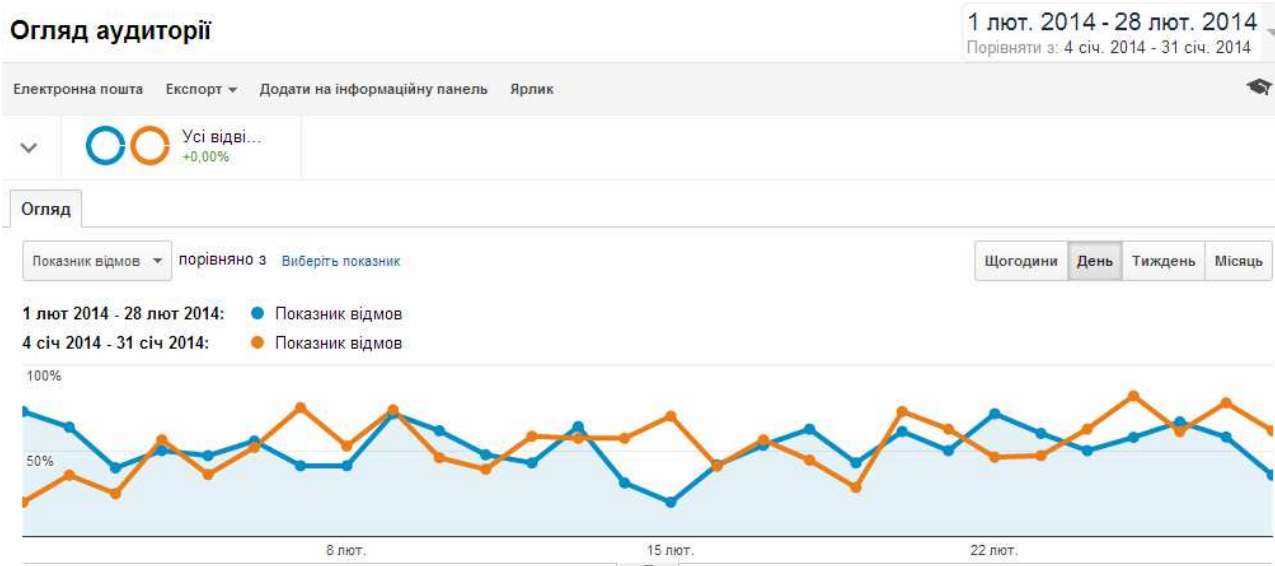 Огляд аудиторії
1 лют. 2014 - 28 лют. 2014
Порівняти з: 4 січ. 2014 - 31 січ. 2014
Електронна пошта Експорт Додати на інформаційну панель Ярлик
Усі відві...
+0,00%
Огляд
Показник відмов порівняно з Виберіть показник
Щогодини День Тиждень Місяць
1 лют 2014 - 28 лют 2014: Показник відмов
4 січ 2014 - 31 січ 2014: Показник відмов
100%
50%
8 лют. 15 лют. 22 лют.